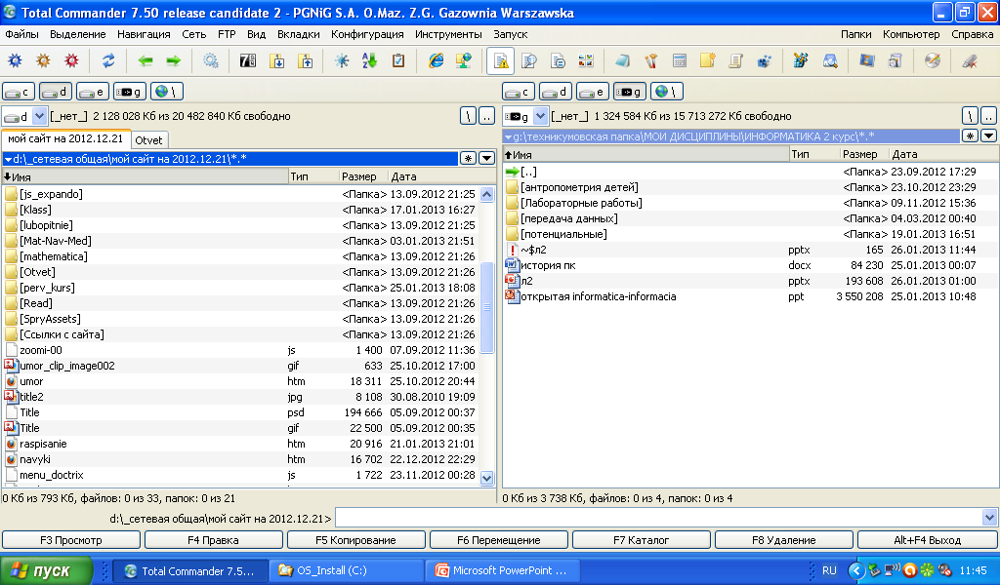 Total Commander 7.50 release candidate 2 - PGNiG S.A. O.Maz. Z.G. Gazownia Warszawska
Файлы Выделение Навигация Сеть FTP Вид Вкладки Конфигурация Инструменты Запуск Папки Компьютер Справка
c d e g \
c d e g \
d [_нет_] 2 128 028 Кб из 20 482 840 Кб свободно \ ..
g [_нет_] 1 324 584 Кб из 15 713 272 Кб свободно \ ..
мой сайт на 2012.12.21 Otvet
d:\_сетевая общая\мой сайт на 2012.12.21\*.* *
Имя Тип Размер Дата
[js_expando] <Папка> 13.09.2012 21:25
[Klass] <Папка> 17.01.2013 16:27
[lubopitnie] <Папка> 13.09.2012 21:25
[Mat-Nav-Med] <Папка> 03.01.2013 21:51
[mathematica] <Папка> 13.09.2012 21:26
[Otvet] <Папка> 13.09.2012 21:26
[perv_kurs] <Папка> 25.01.2013 18:08
[Read] <Папка> 13.09.2012 21:26
[SpryAssets] <Папка> 13.09.2012 21:26
[Ссылки с сайта] <Папка> 13.09.2012 21:26
zoomi-00 js 1 400 07.09.2012 11:36
umor_clip_image002 gif 633 25.10.2012 17:00
umor htm 18 311 25.10.2012 20:44
title2 jpg 8 108 30.08.2010 19:09
Title psd 194 666 05.09.2012 00:37
Title gif 22 500 05.09.2012 00:35
raspisanie htm 20 916 21.01.2013 21:01
navyki htm 16 702 22.12.2012 22:29
menu_doctrix js 1 722 23.11.2012 00:28
0 Кб из 793 Кб, файлов: 0 из 33, папок: 0 из 21
g:\техникумовская папка\МОИ ДИСЦИПЛИНЫ\ИНФОРМАТИКА 2 курс\*.* *
Имя Тип Размер Дата
[..] <Папка> 23.09.2012 17:29
[антропометрия детей] <Папка> 23.10.2012 23:29
[Лабораторные работы] <Папка> 09.11.2012 15:36
[передача данных] <Папка> 04.03.2012 00:40
[потенциальные] <Папка> 19.01.2013 16:51
~$л2 pptx 165 26.01.2013 11:44
история пк docx 84 230 25.01.2013 00:07
л2 pptx 193 608 26.01.2013 01:00
открытая informatica-informacia ppt 3 550 208 25.01.2013 10:48
0 Кб из 3 738 Кб, файлов: 0 из 4, папок: 0 из 4
d:\_сетевая общая\мой сайт на 2012.12.21>
F3 Просмотр F4 Правка F5 Копирование F6 Перемещение F7 Каталог F8 Удаление Alt+F4 Выход
пуск Total Commander 7.5... OS_Install (C:) Microsoft PowerPoint ... RU 11:45